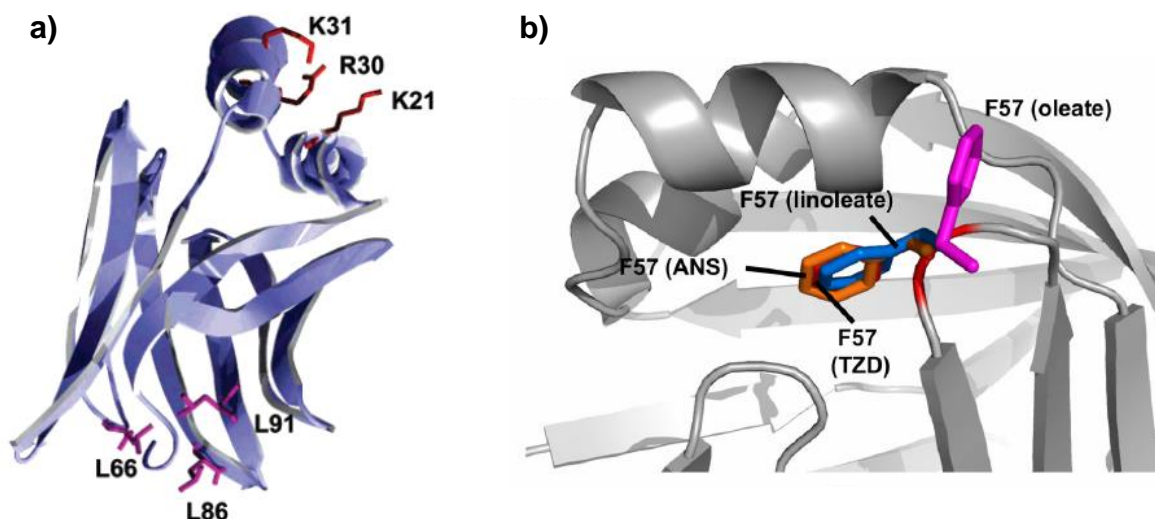 a)
K31
R30
K21
L91
L66
L86
b)
F57 (oleate)
F57 (linoleate)
F57 (ANS)
F57
(TZD)